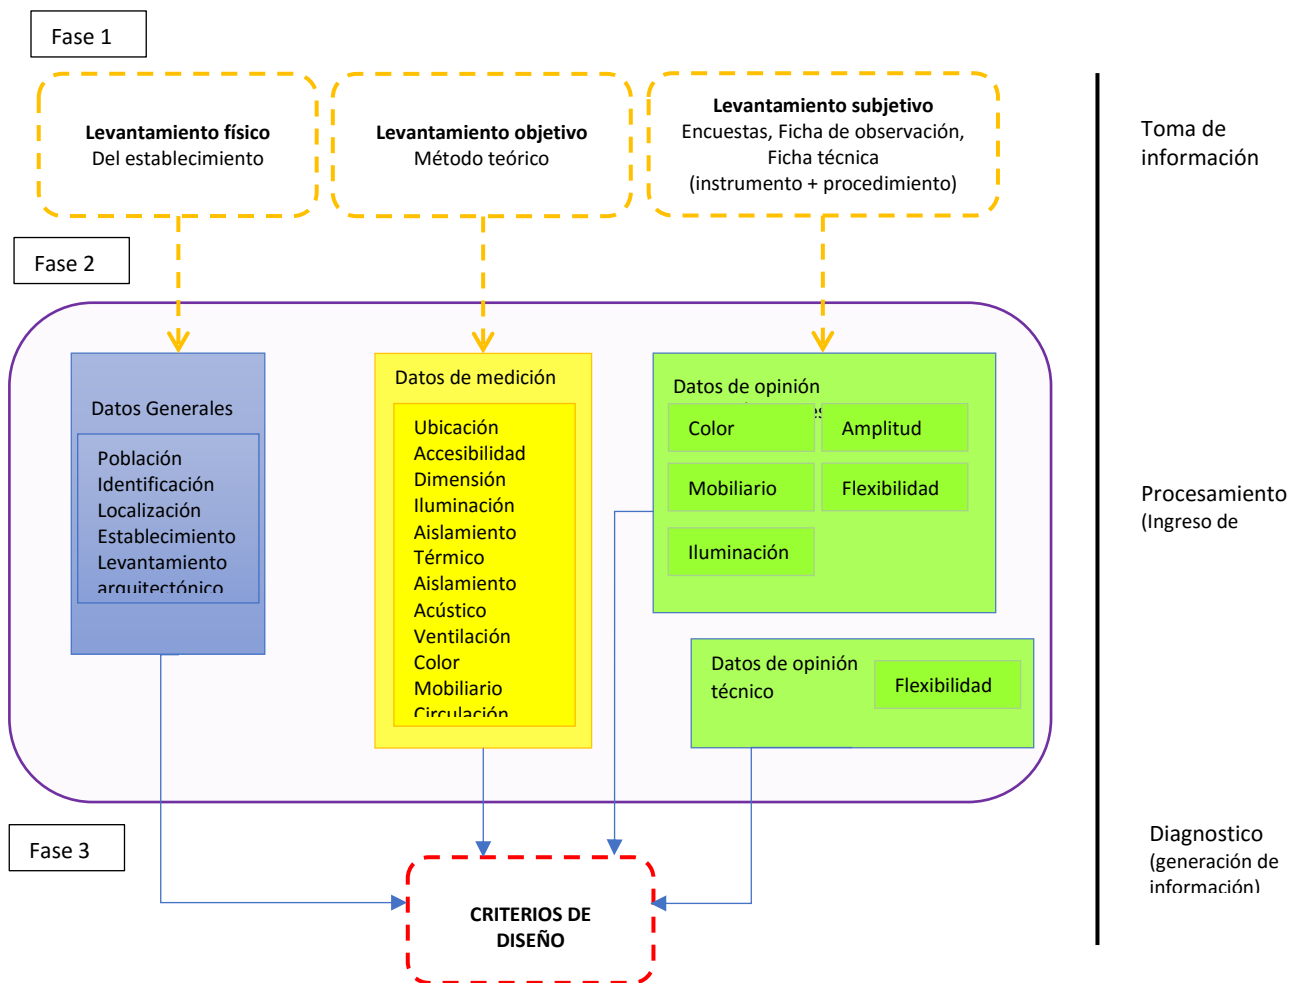 Fase 1
Levantamiento físico
Del establecimiento
Levantamiento objetivo
Método teórico
Levantamiento subjetivo
Encuestas, Ficha de observación,
Ficha técnica
(instrumento + procedimiento)
Toma de
información
Fase 2
Datos Generales
Población
Identificación
Localización
Establecimiento
Levantamiento
arquitectónico
Datos de medición
Ubicación
Accesibilidad
Dimensión
Iluminación
Aislamiento
Térmico
Aislamiento
Acústico
Ventilación
Color
Mobiliario
Circulación
Datos de opinión
Color
Amplitud
Mobiliario
Flexibilidad
Iluminación
Datos de opinión
técnico
Flexibilidad
Procesamiento
(Ingreso de
Fase 3
CRITERIOS DE
DISEÑO
Diagnostico
(generación de
información)